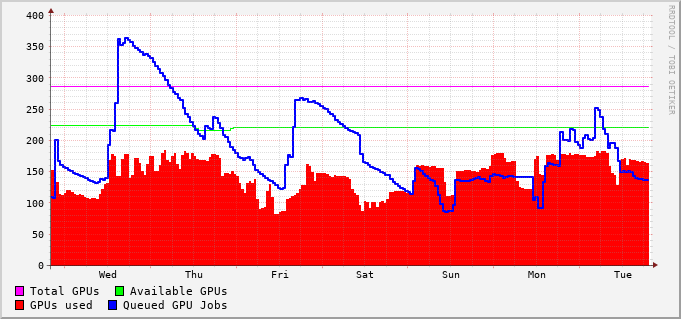 400
350
300
250
200
150
100
50
0
Wed Thu Fri Sat Sun Mon Tue
RRDTOOL / TOBI OETIKER
Total GPUs Available GPUs
GPUs used Queued GPU Jobs